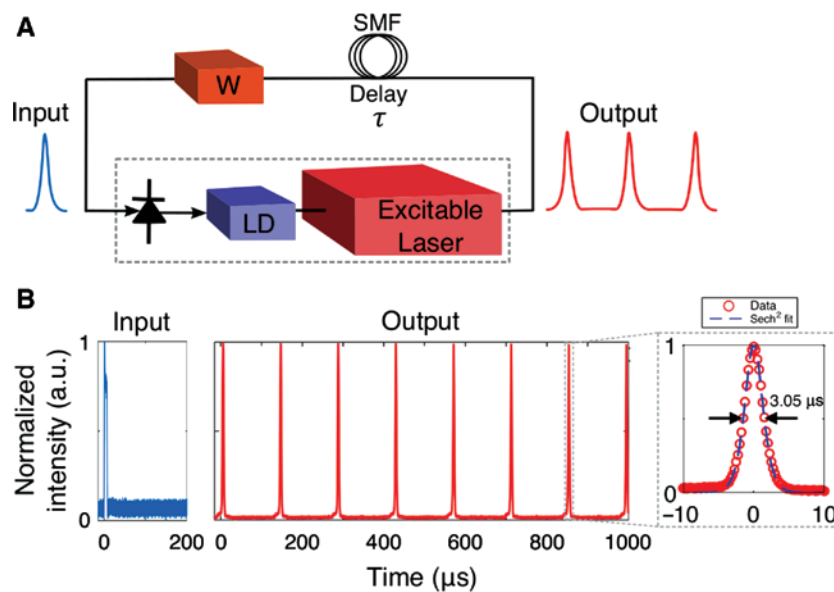 A
SMF
W
Delay
τ
Input
Output
LD
Excitable
Laser
B
Input
Output
Data
Sech² fit
Normalized
intensity (a.u.)
1
0
0
200
0
200
400
600
800
1000
1
0
3.05 µs
−10
0
10
Time (µs)